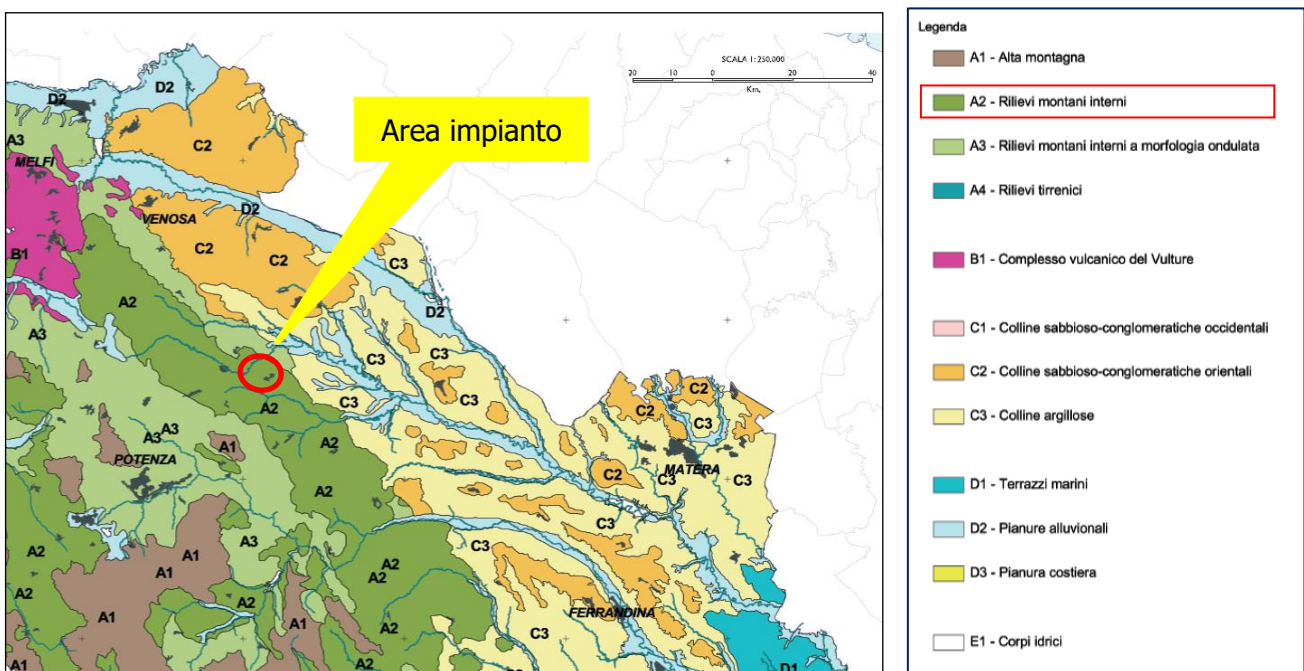 SCALA 1: 250,000
20 10 0 20 40
Km.
Area impianto
D2
D2
A3
MELFI
C2
VENOSA
D2
C2
C2
C3
B1
A2
D2
A3
C3
C3
C3
A2
C3
A2
C2
C2
C3
A3
A3
A1
POTENZA
MATERA
C2
C3
C3
A2
C3
A2
A1
A3
C3
A1
A2
A2
A2
A2
FERRANDINA
A1
A1
A2
C3
A1
A2
D1
Legenda
A1 - Alta montagna
A2 - Rilievi montani interni
A3 - Rilievi montani interni a morfologia ondulata
A4 - Rilievi tirrenici
B1 - Complesso vulcanico del Vulture
C1 - Colline sabbioso-conglomeratiche occidentali
C2 - Colline sabbioso-conglomeratiche orientali
C3 - Colline argillose
D1 - Terrazzi marini
D2 - Pianure alluvionali
D3 - Pianura costiera
E1 - Corpi idrici